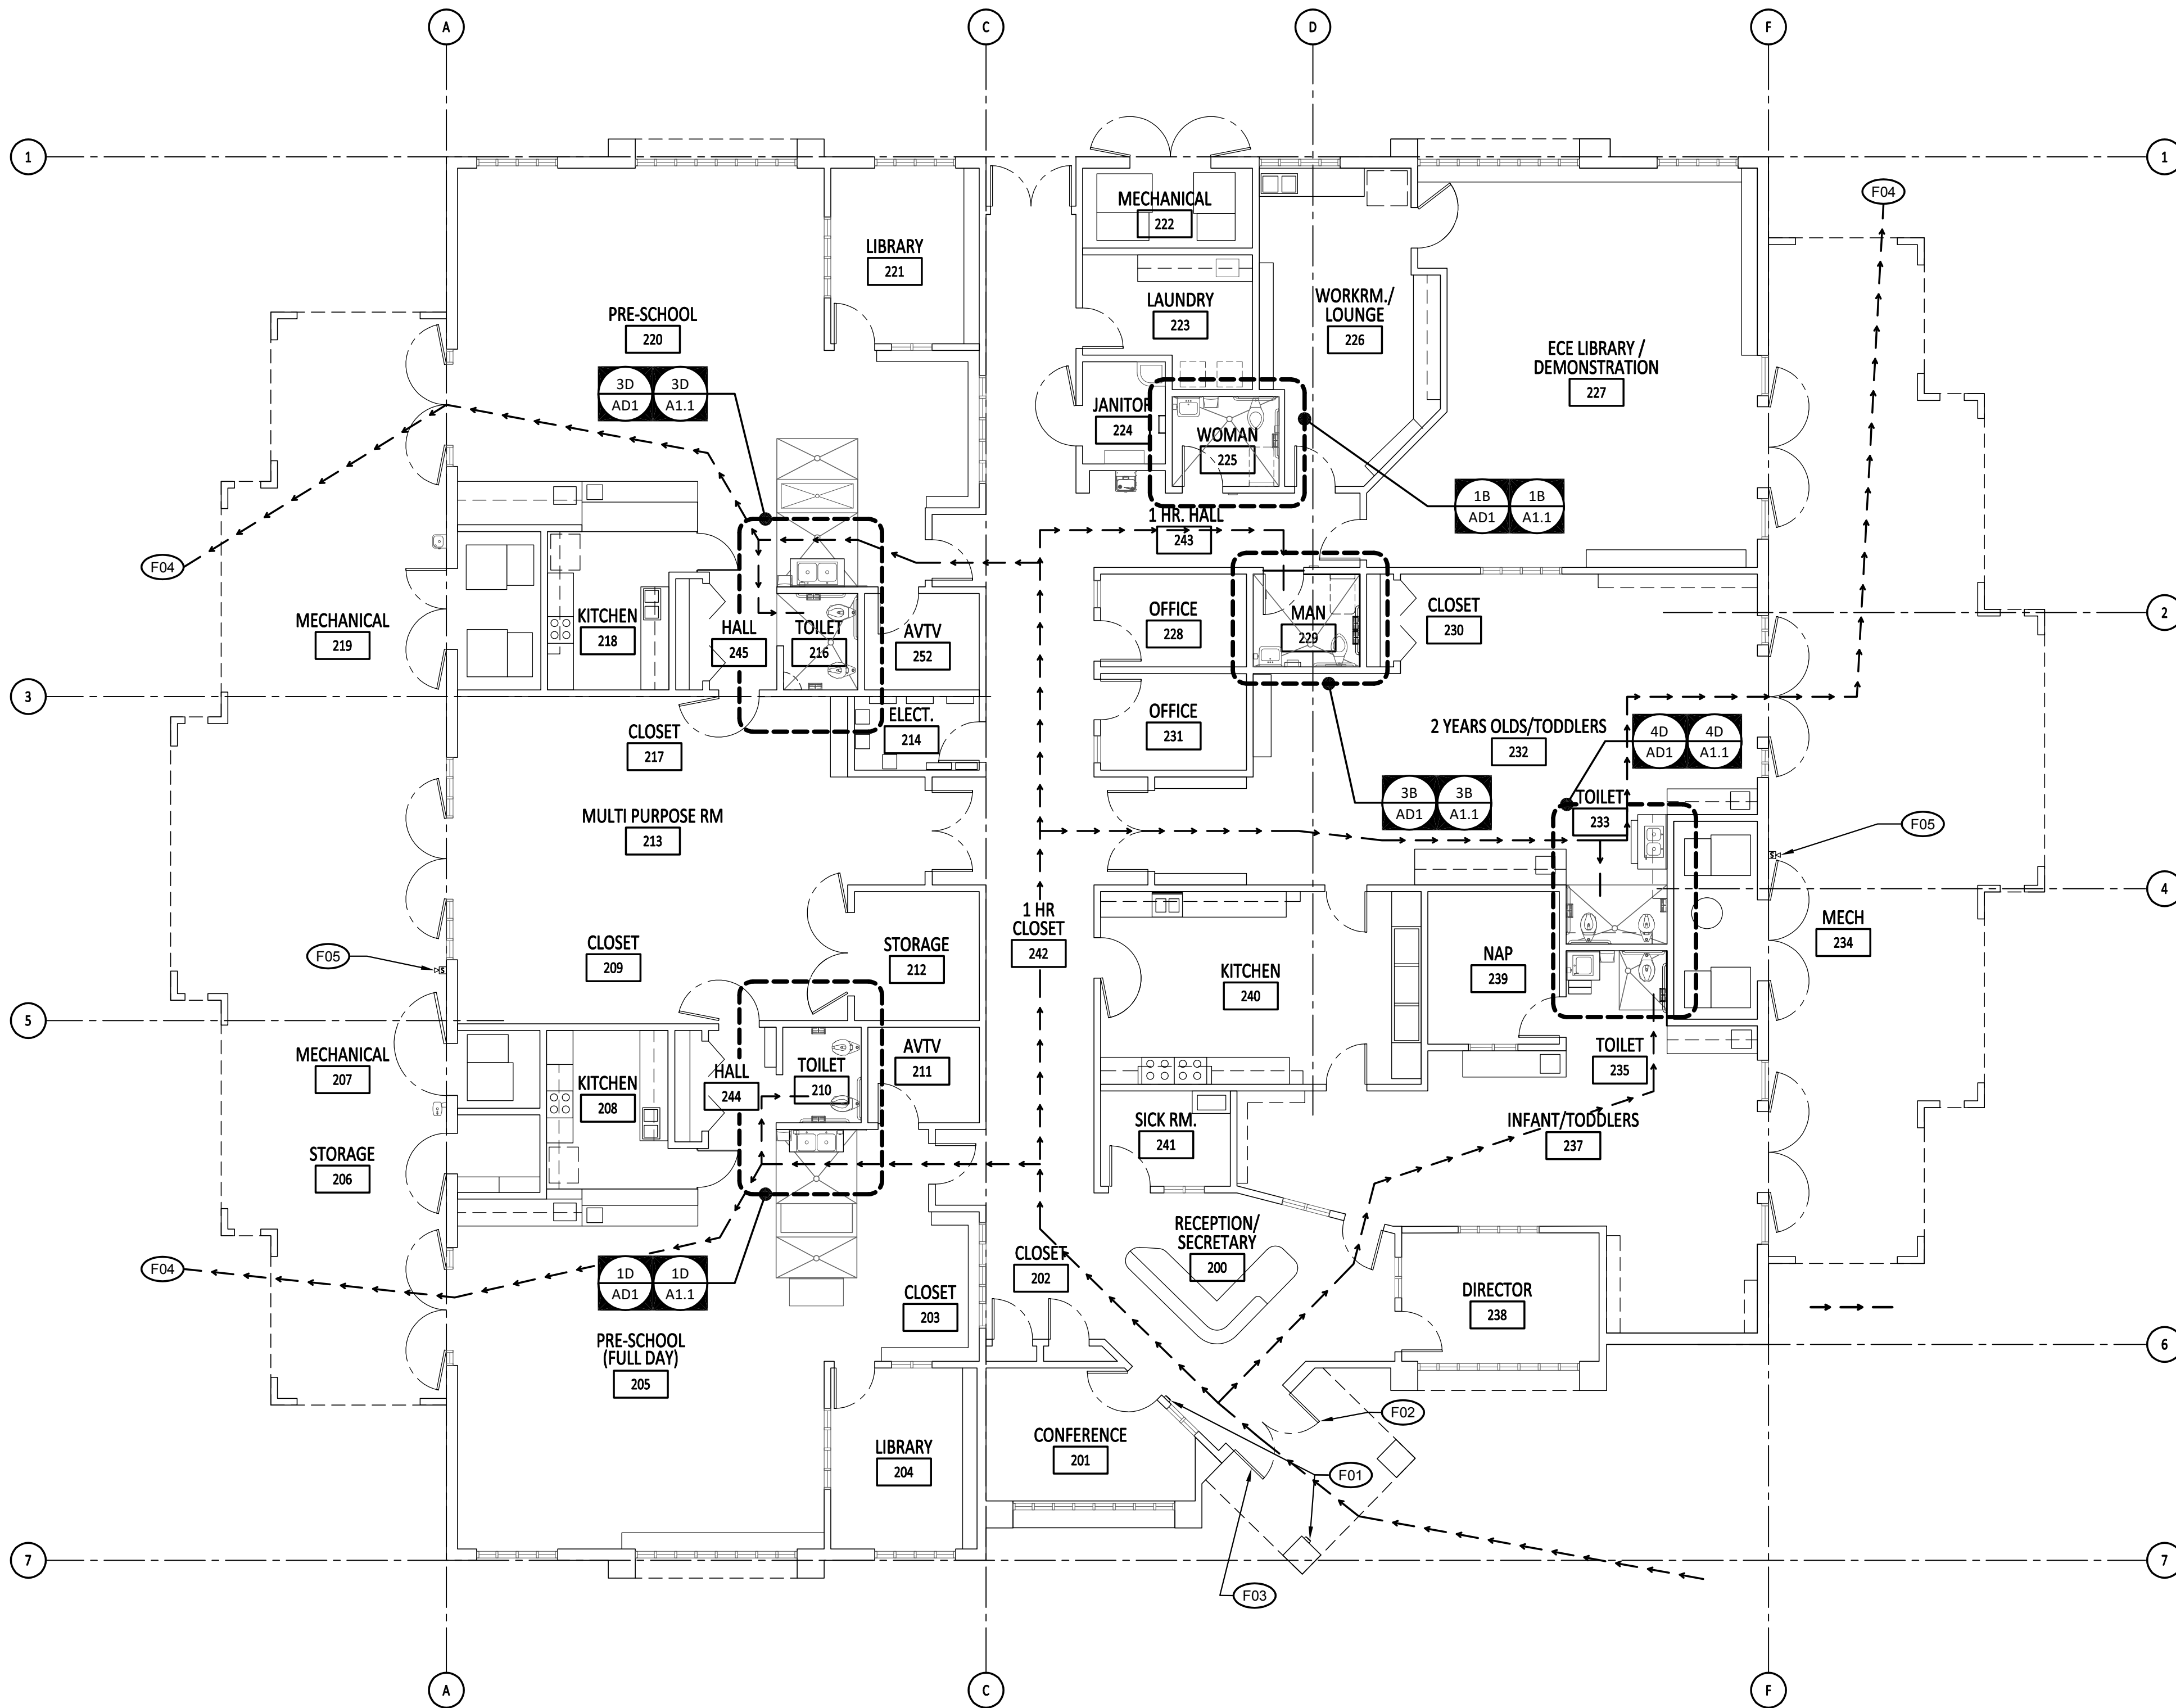 A
C
D
F
1
1
F04
MECHANICAL
222
LIBRARY
221
LAUNDRY
223
WORKRM./
LOUNGE
226
PRE-SCHOOL
220
ECE LIBRARY /
DEMONSTRATION
227
3D
AD1
3D
A1.1
JANITOR
224
WOMAN
225
1B
AD1
1B
A1.1
1 HR. HALL
243
F04
MECHANICAL
219
KITCHEN
218
HALL
245
TOILET
216
AVTV
252
OFFICE
228
MAN
229
CLOSET
230
2
3
CLOSET
217
ELECT.
214
OFFICE
231
2 YEARS OLDS/TODDLERS
232
4D
AD1
4D
A1.1
3B
AD1
3B
A1.1
TOILET
233
MULTI PURPOSE RM
213
F05
4
1 HR
CLOSET
242
MECH
234
CLOSET
209
STORAGE
212
F05
KITCHEN
240
NAP
239
5
MECHANICAL
207
KITCHEN
208
HALL
244
TOILET
210
AVTV
211
TOILET
235
SICK RM.
241
INFANT/TODDLERS
237
STORAGE
206
RECEPTION/
SECRETARY
200
F04
1D
AD1
1D
A1.1
CLOSET
202
CLOSET
203
DIRECTOR
238
6
PRE-SCHOOL
(FULL DAY)
205
F02
LIBRARY
204
CONFERENCE
201
F01
7
7
F03
A
C
F